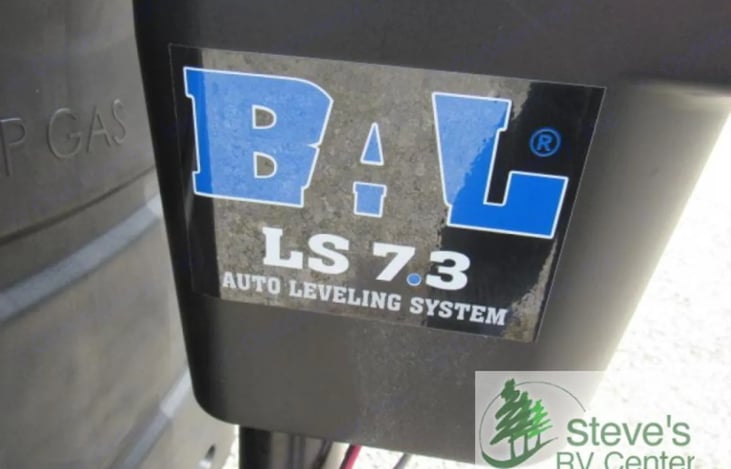 P GAS
BAL®
LS 7.3
AUTO LEVELING SYSTEM
Steve's
RV Center